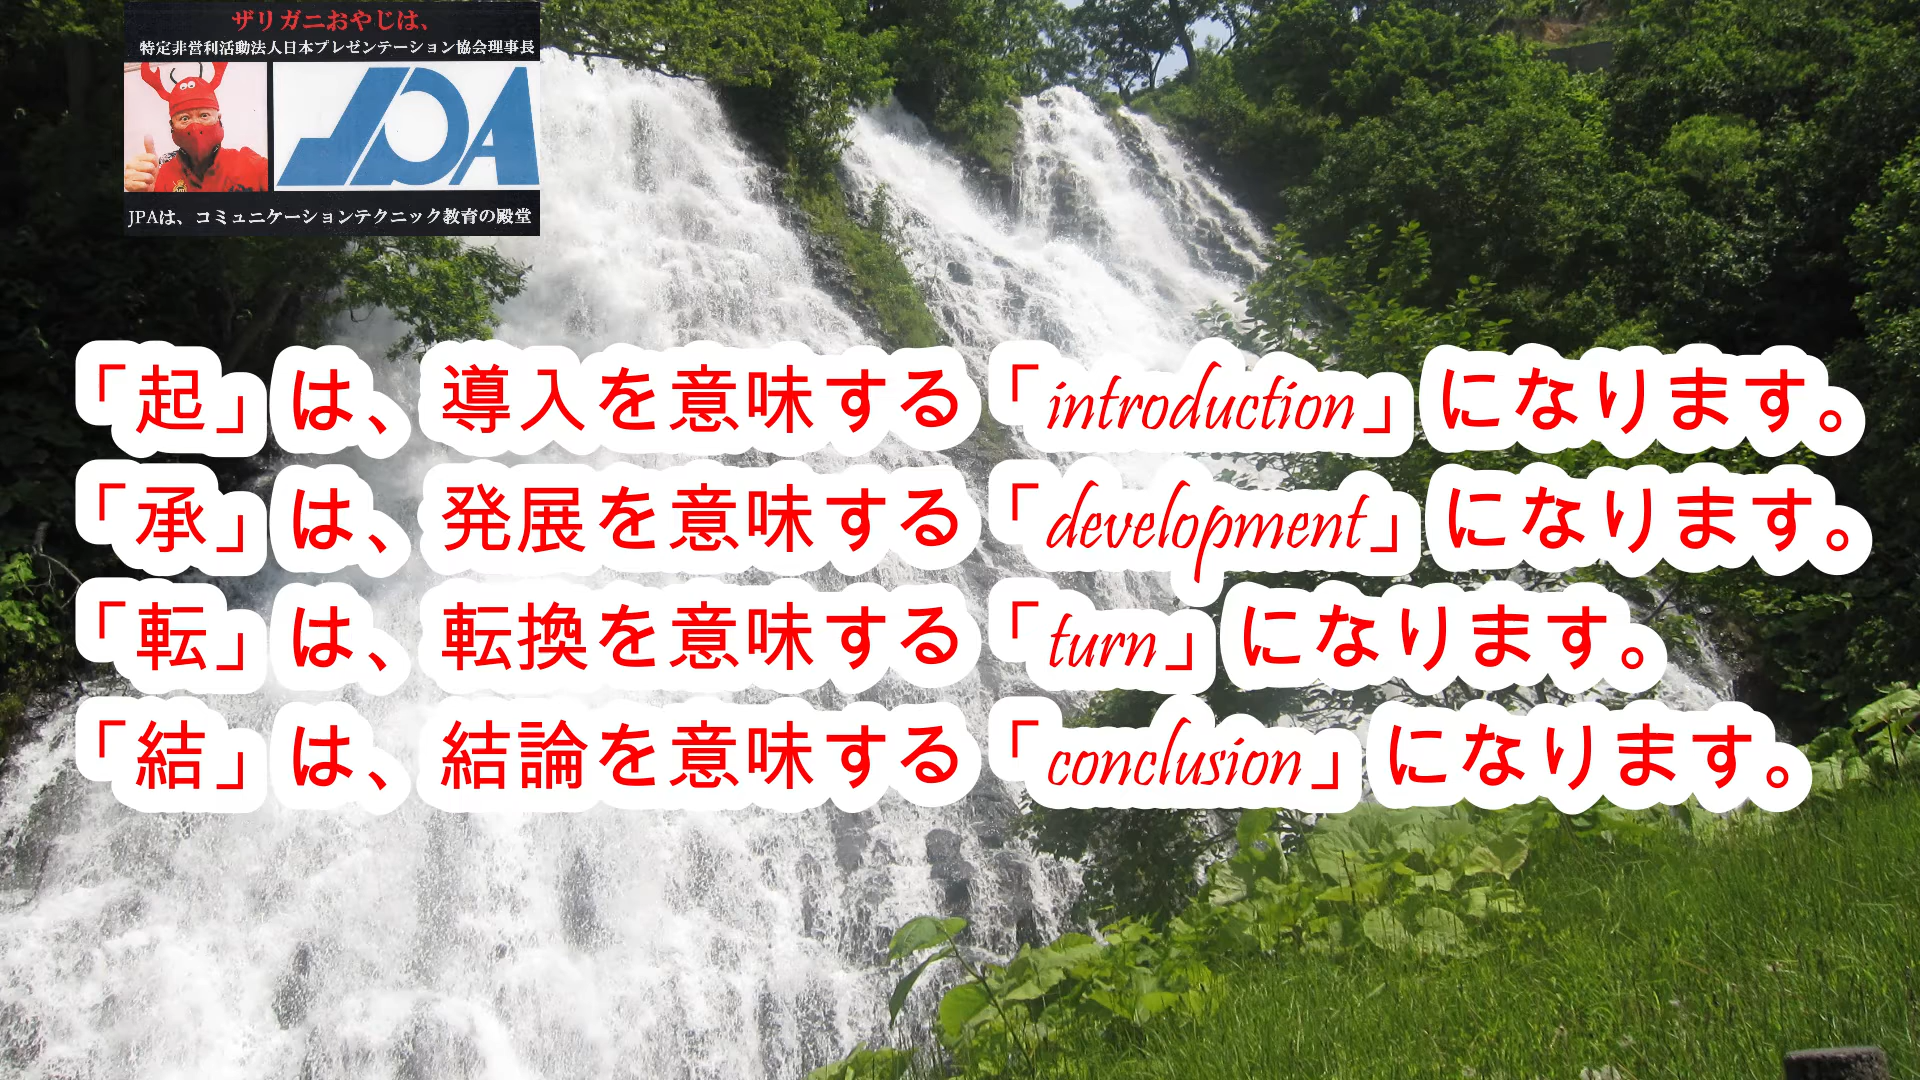 ザリガニおやじは、
特定非営利活動法人日本プレゼンテーション協会理事長
JPA
JPAは、コミュニケーションテクニック教育の殿堂
「起」は、導入を意味する「introduction」になります。
「承」は、発展を意味する「development」になります。
「転」は、転換を意味する「turn」になります。
「結」は、結論を意味する「conclusion」になります。